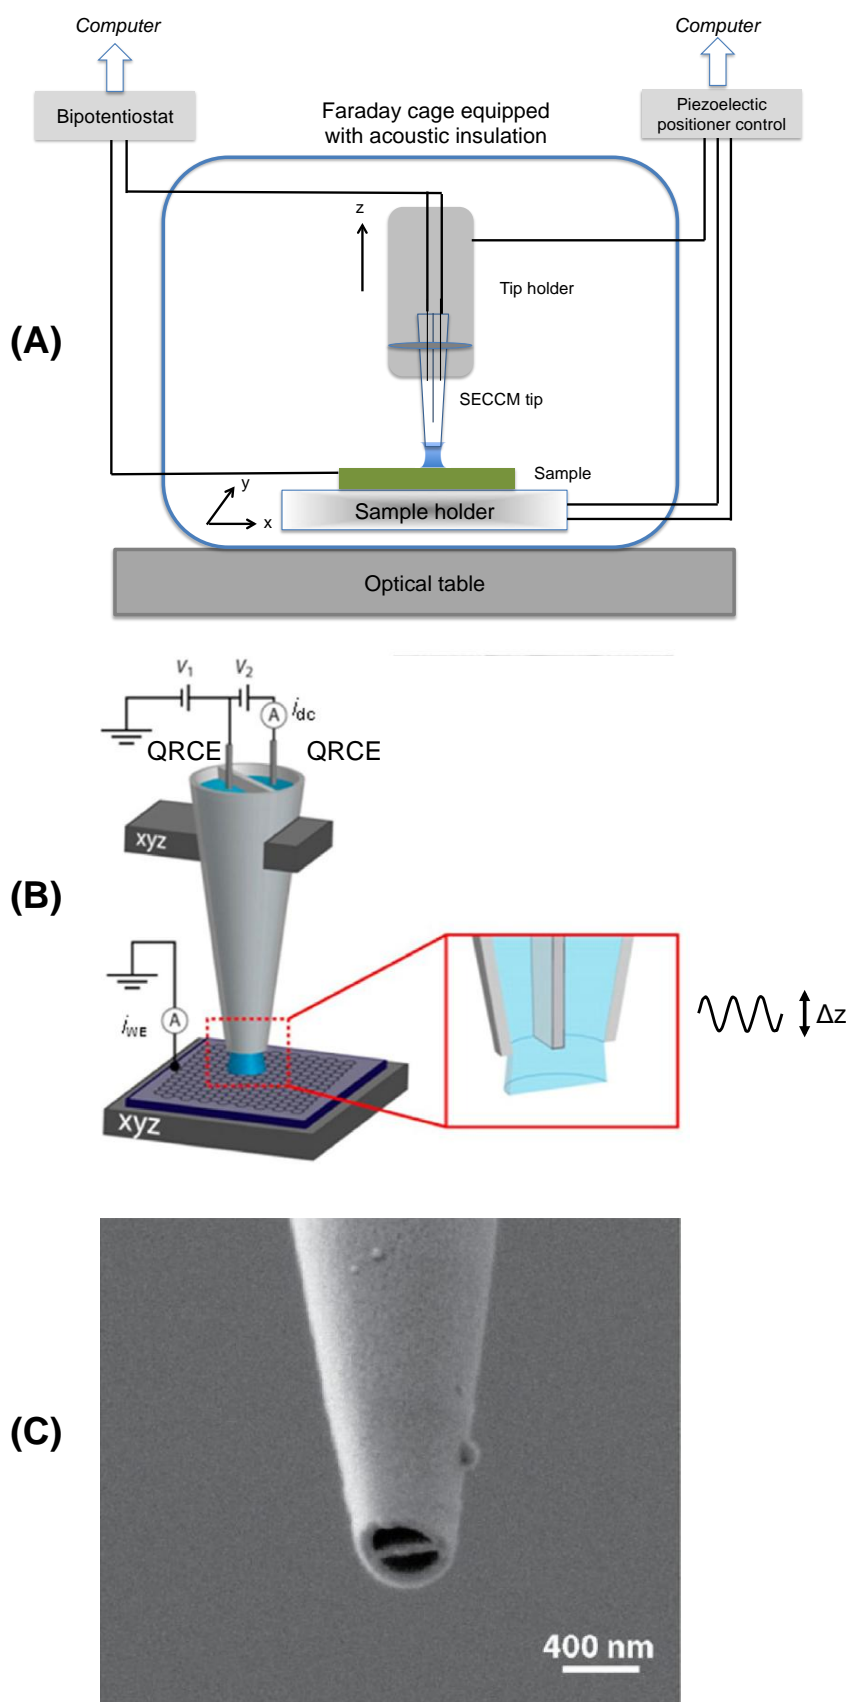 Computer
Computer
Bipotentiostat
Piezoelectic
positioner control
Faraday cage equipped
with acoustic insulation
z
Tip holder
(A)
SECCM tip
Sample
y
x
Sample holder
Optical table
V1
V2
A
idc
QRCE
QRCE
xyz
(B)
iWE
A
Δz
xyz
(C)
400 nm